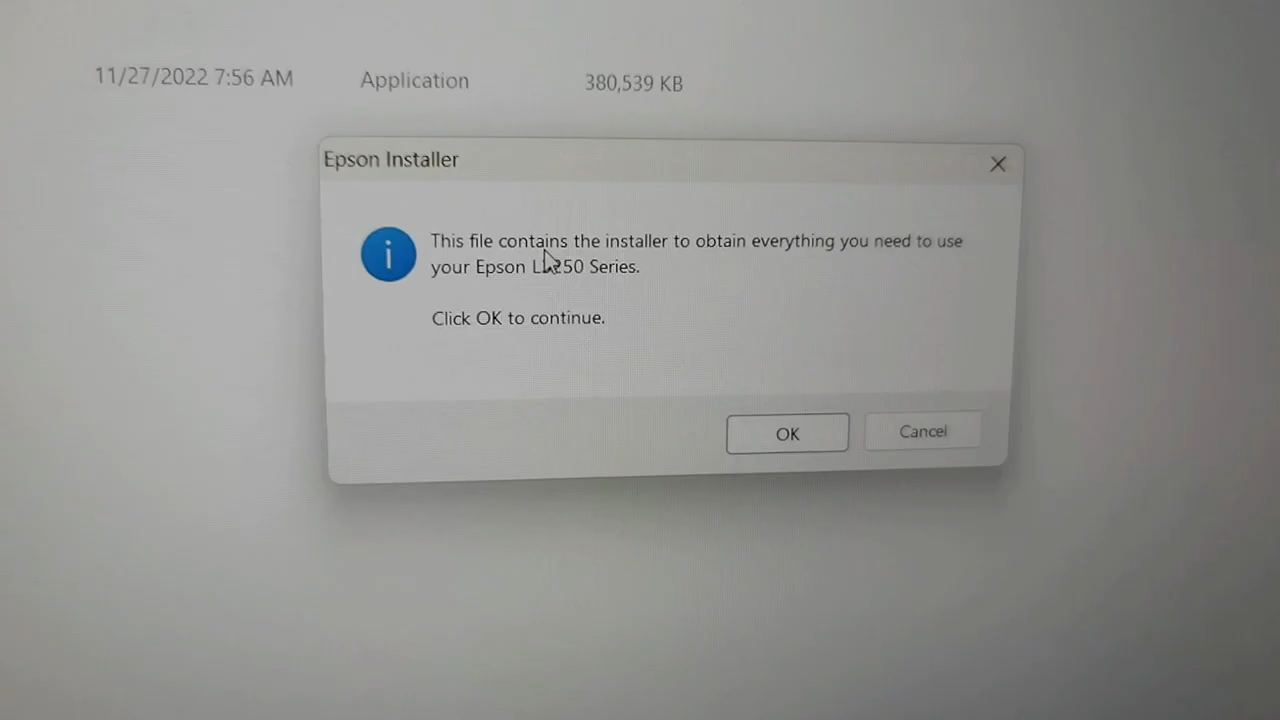 11/27/2022 7:56 AM Application 380,539 KB
Epson Installer
This file contains the installer to obtain everything you need to use
your Epson Series.
Click OK to continue.
OK Cancel